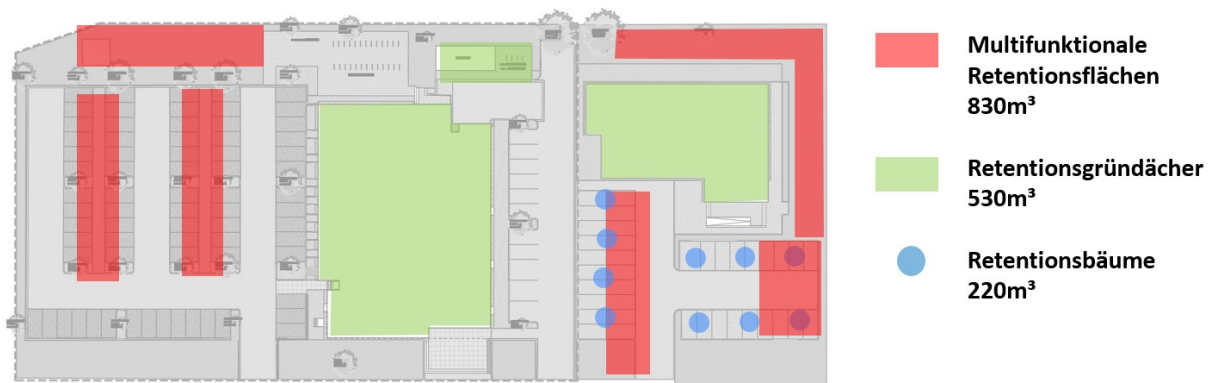 Multifunktionale
Retentionsflächen
830m³
Retentionsgründächer
530m³
Retentionsbäume
220m³